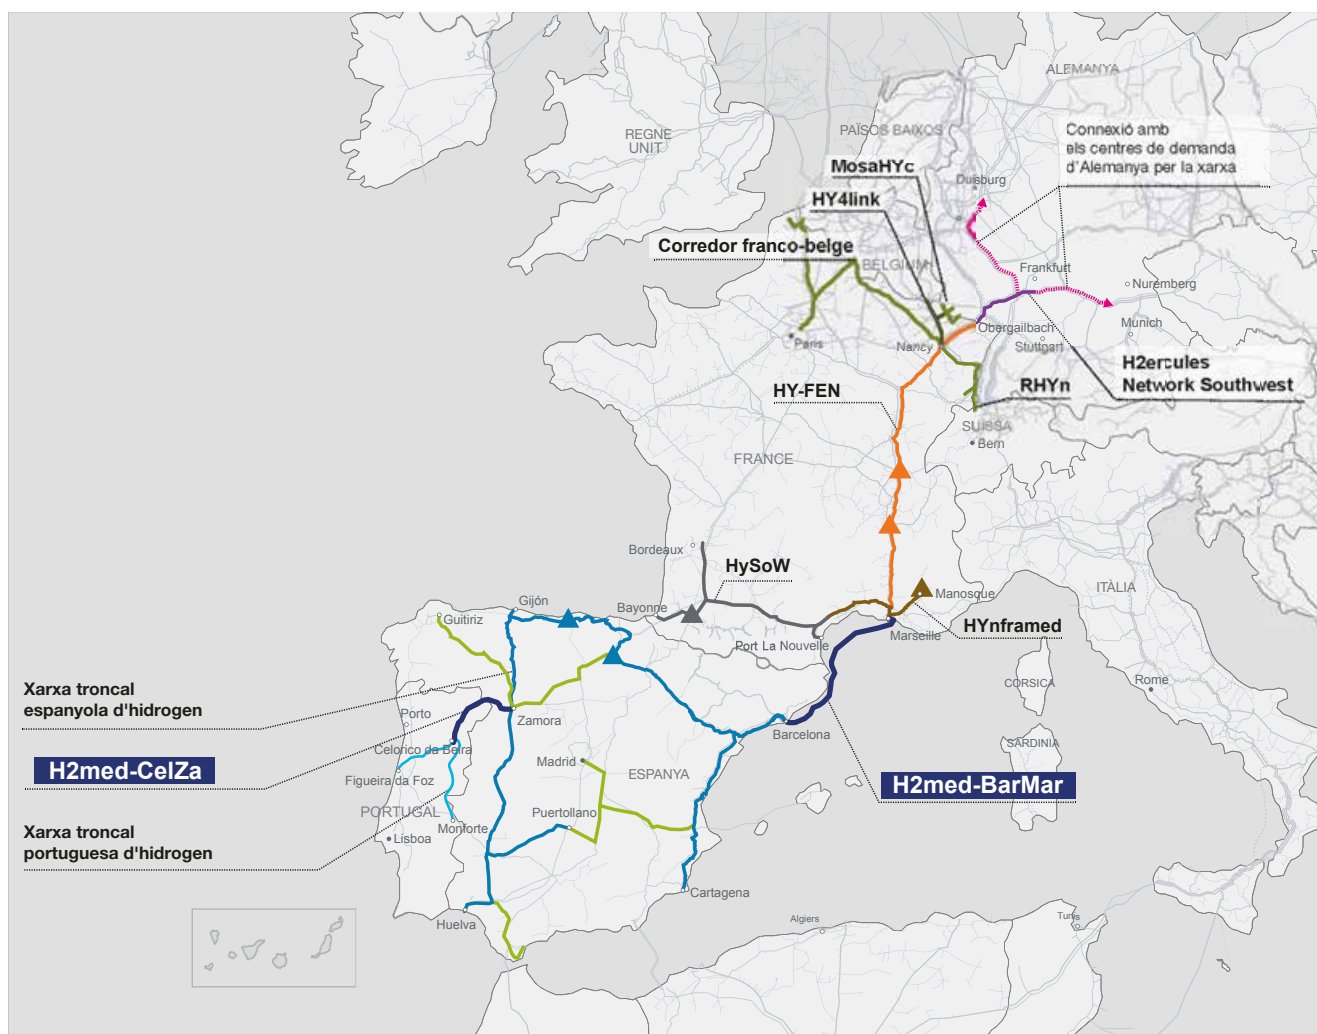 ALEMANYA
Connexió amb
els centres de demanda
d'Alemanya per la xarxa
REGNE
UNIT
PAÏSOS BAIXOS
MosaHYc
Duisburg
HY4link
Corredor franco-belge
BELGIUM
Frankfurt
Nuremberg
Obergailbach
Munich
Paris
Nancy
Stuttgart
H2ercules
Network Southwest
RHYn
HY-FEN
SUÏSSA
Bern
FRANCE
Bordeaux
HySoW
ITÀLIA
Bayonne
Gijón
Guitiriz
Manosque
Marseille
HYnframed
Port La Nouvelle
CORSICA
Rome
Xarxa troncal
espanyola d'hidrogen
Porto
Zamora
Barcelona
Celorico da Beira
SARDINIA
H2med-CelZa
Figueira da Foz
Madrid
ESPANYA
H2med-BarMar
PORTUGAL
Puertollano
Monforte
Xarxa troncal
portuguesa d'hidrogen
Lisboa
Cartagena
Huelva
Algiers
Tunis